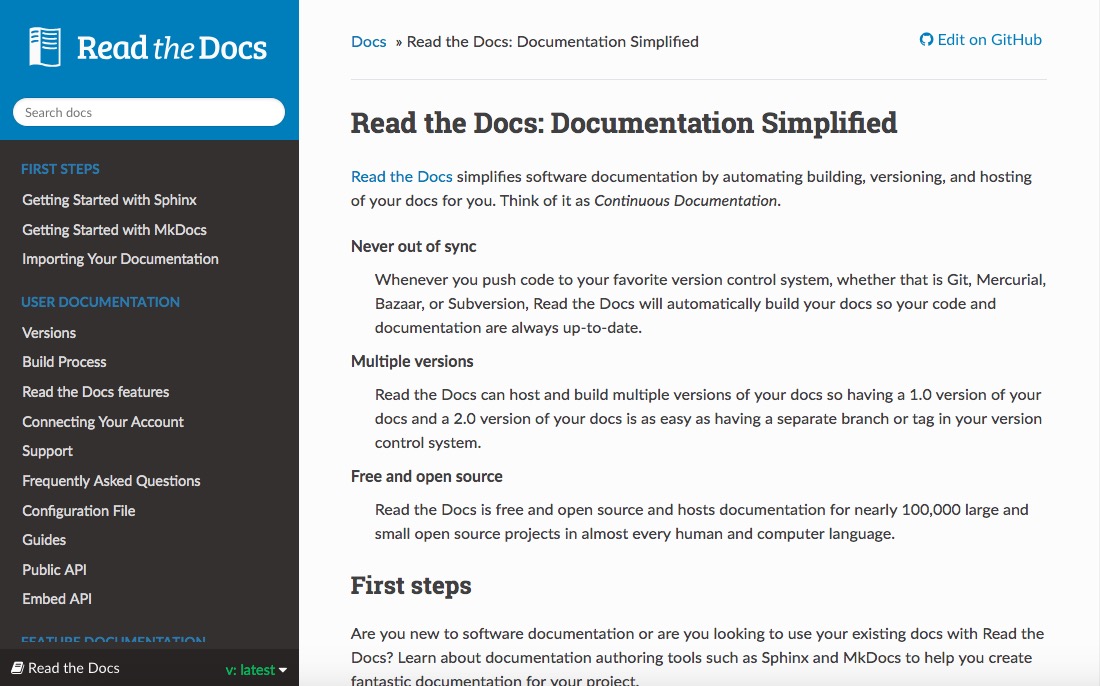 Read the Docs
Search docs
FIRST STEPS
Getting Started with Sphinx
Getting Started with MkDocs
Importing Your Documentation
USER DOCUMENTATION
Versions
Build Process
Read the Docs features
Connecting Your Account
Support
Frequently Asked Questions
Configuration File
Guides
Public API
Embed API
FEATURE DOCUMENTATION
Read the Docs
v: latest
Docs » Read the Docs: Documentation Simplified
Edit on GitHub
Read the Docs: Documentation Simplified
Read the Docs simplifies software documentation by automating building, versioning, and hosting
of your docs for you. Think of it as Continuous Documentation.
Never out of sync
Whenever you push code to your favorite version control system, whether that is Git, Mercurial,
Bazaar, or Subversion, Read the Docs will automatically build your docs so your code and
documentation are always up-to-date.
Multiple versions
Read the Docs can host and build multiple versions of your docs so having a 1.0 version of your
docs and a 2.0 version of your docs is as easy as having a separate branch or tag in your version
control system.
Free and open source
Read the Docs is free and open source and hosts documentation for nearly 100,000 large and
small open source projects in almost every human and computer language.
First steps
Are you new to software documentation or are you looking to use your existing docs with Read the
Docs? Learn about documentation authoring tools such as Sphinx and MkDocs to help you create
fantastic documentation for your project.